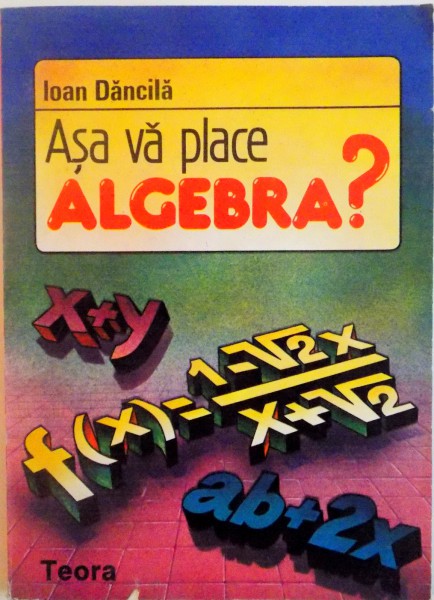 Ioan Dăncilă
Așa vă place
ALGEBRA?
x+y
f(x)=1-√2x/x+√2
ab+2x
Teora